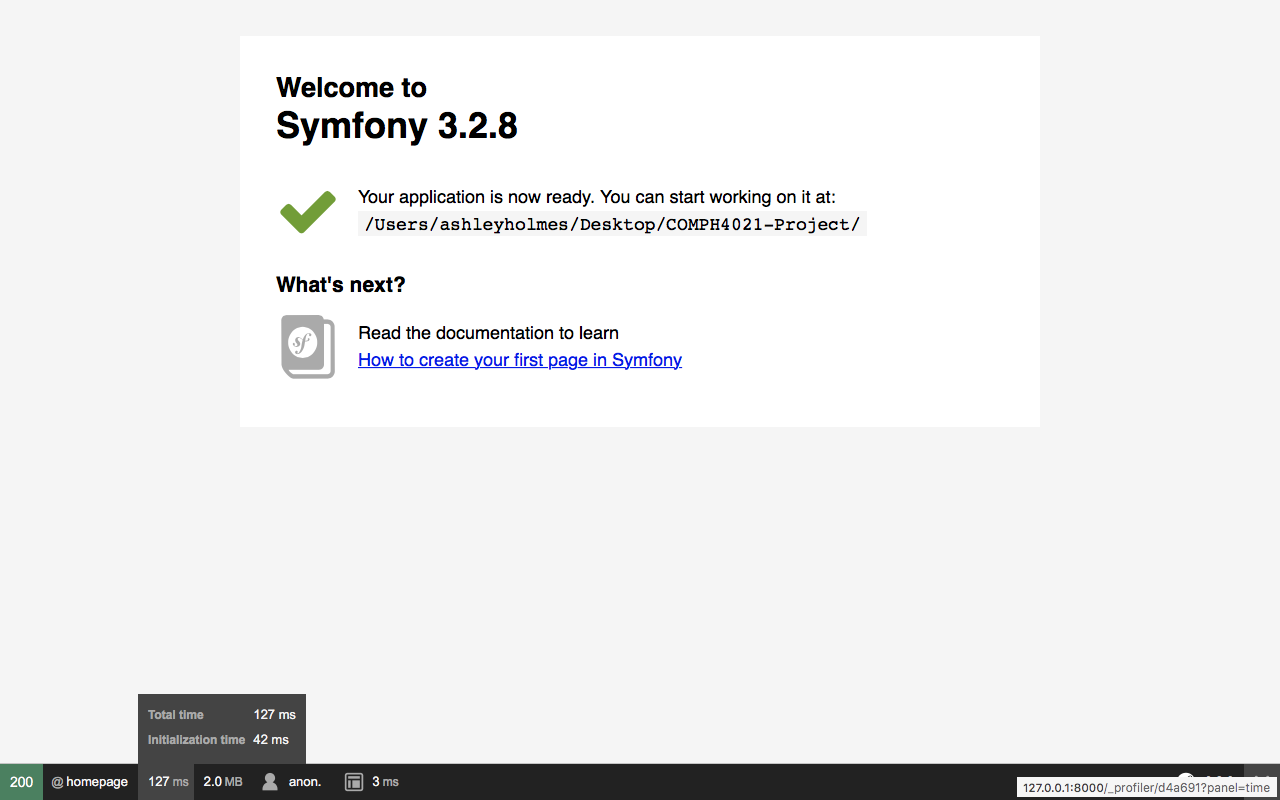 Welcome to
Symfony 3.2.8
Your application is now ready. You can start working on it at:
/Users/ashleyholmes/Desktop/COMPH4021-Project/
What's next?
sf
Read the documentation to learn
How to create your first page in Symfony
Total time 127 ms
Initialization time 42 ms
200 @ homepage 127 ms 2.0 MB anon. 3 ms
127.0.0.1:8000/_profiler/d4a691?panel=time